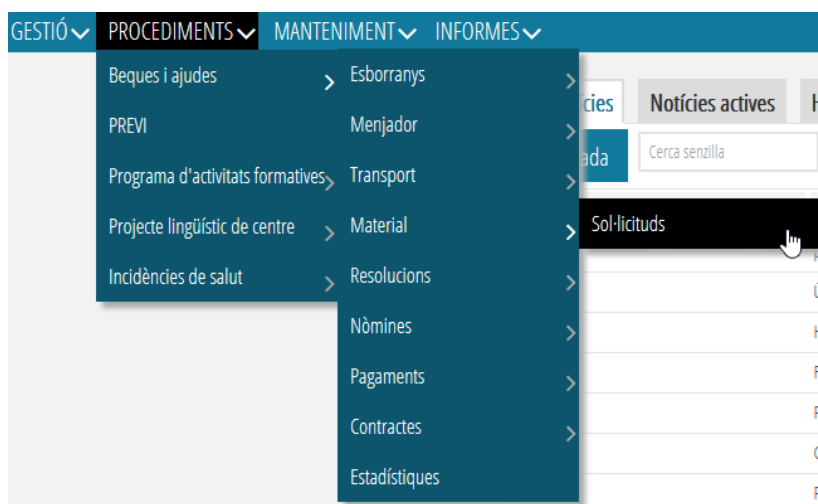 GESTIÓ PROCEDIMENTS MANTENIMENT INFORMES
Beques i ajudes
PREVI
Programa d'activitats formatives
Projecte lingüístic de centre
Incidències de salut
Esborranys
Menjador
Transport
Material
Resolucions
Nòmines
Pagaments
Contractes
Estadístiques
Sol·licituds
Notícies actives
Cerca senzilla